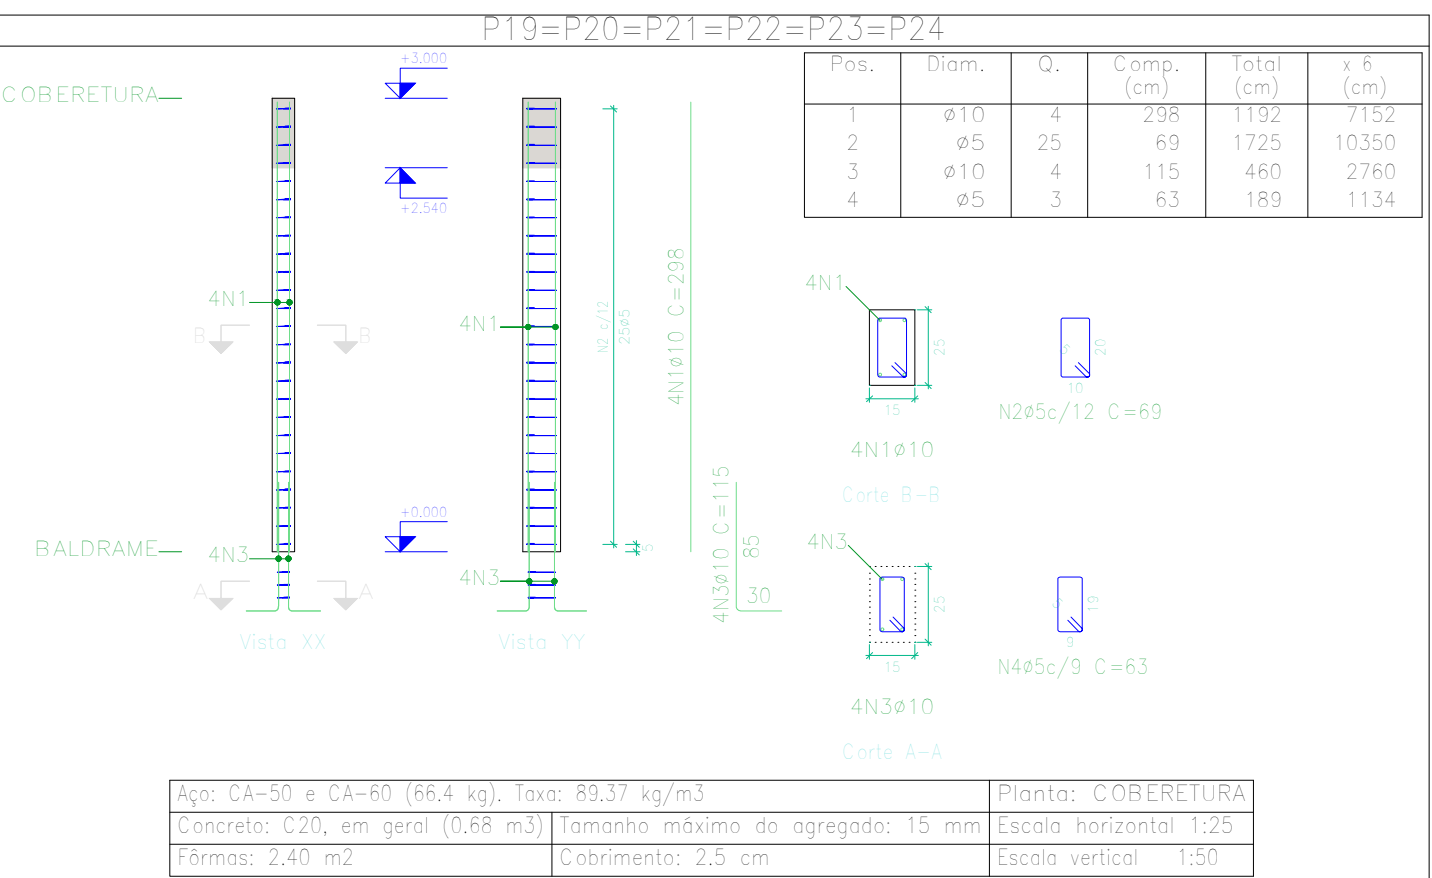 P19=P20=P21=P22=P23=P24
Pos. Diam. Q. Comp. (cm) Total (cm) x 6 (cm)
1 ø10 4 298 1192 7152
2 ø5 25 69 1725 10350
3 ø10 4 115 460 2760
4 ø5 3 63 189 1134
COBERETURA
+3.000
+2.540
4N1
B B
4N1
N2 c/12
25ø5
4N1ø10 C=298
+0.000
BALDRAME
4N3
A A
4N3
5
4N3ø10 C=115
85
30
Vista XX
Vista YY
4N1
25
15
4N1ø10
Corte B-B
5
20
10
N2ø5c/12 C=69
4N3
25
15
4N3ø10
Corte A-A
5
19
9
N4ø5c/9 C=63
Aço: CA-50 e CA-60 (66.4 kg). Taxa: 89.37 kg/m3
Planta: COBERETURA
Concreto: C20, em geral (0.68 m3)
Tamanho máximo do agregado: 15 mm
Escala horizontal 1:25
Fôrmas: 2.40 m2
Cobrimento: 2.5 cm
Escala vertical 1:50